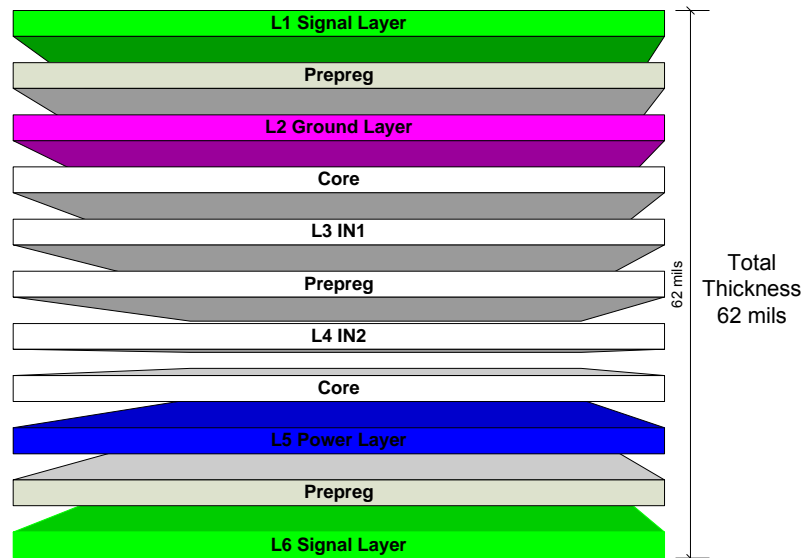 L1 Signal Layer
Prepreg
L2 Ground Layer
Core
L3 IN1
Prepreg
L4 IN2
Core
L5 Power Layer
Prepreg
L6 Signal Layer
62 mils
Total
Thickness
62 mils